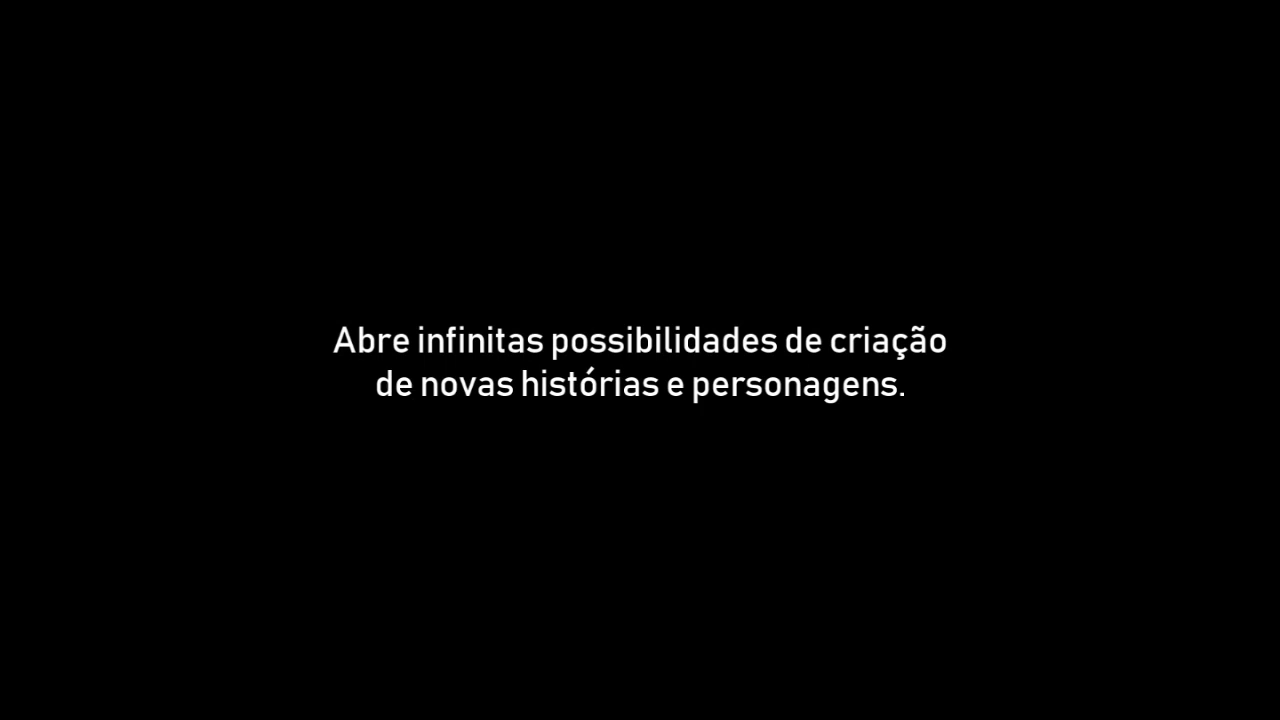 Abre infinitas possibilidades de criação
de novas histórias e personagens.